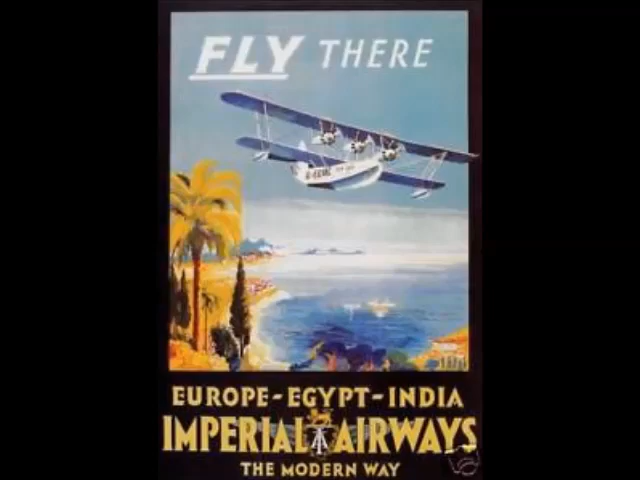 FLY THERE
EUROPE-EGYPT-INDIA
IMPERIAL AIRWAYS
THE MODERN WAY